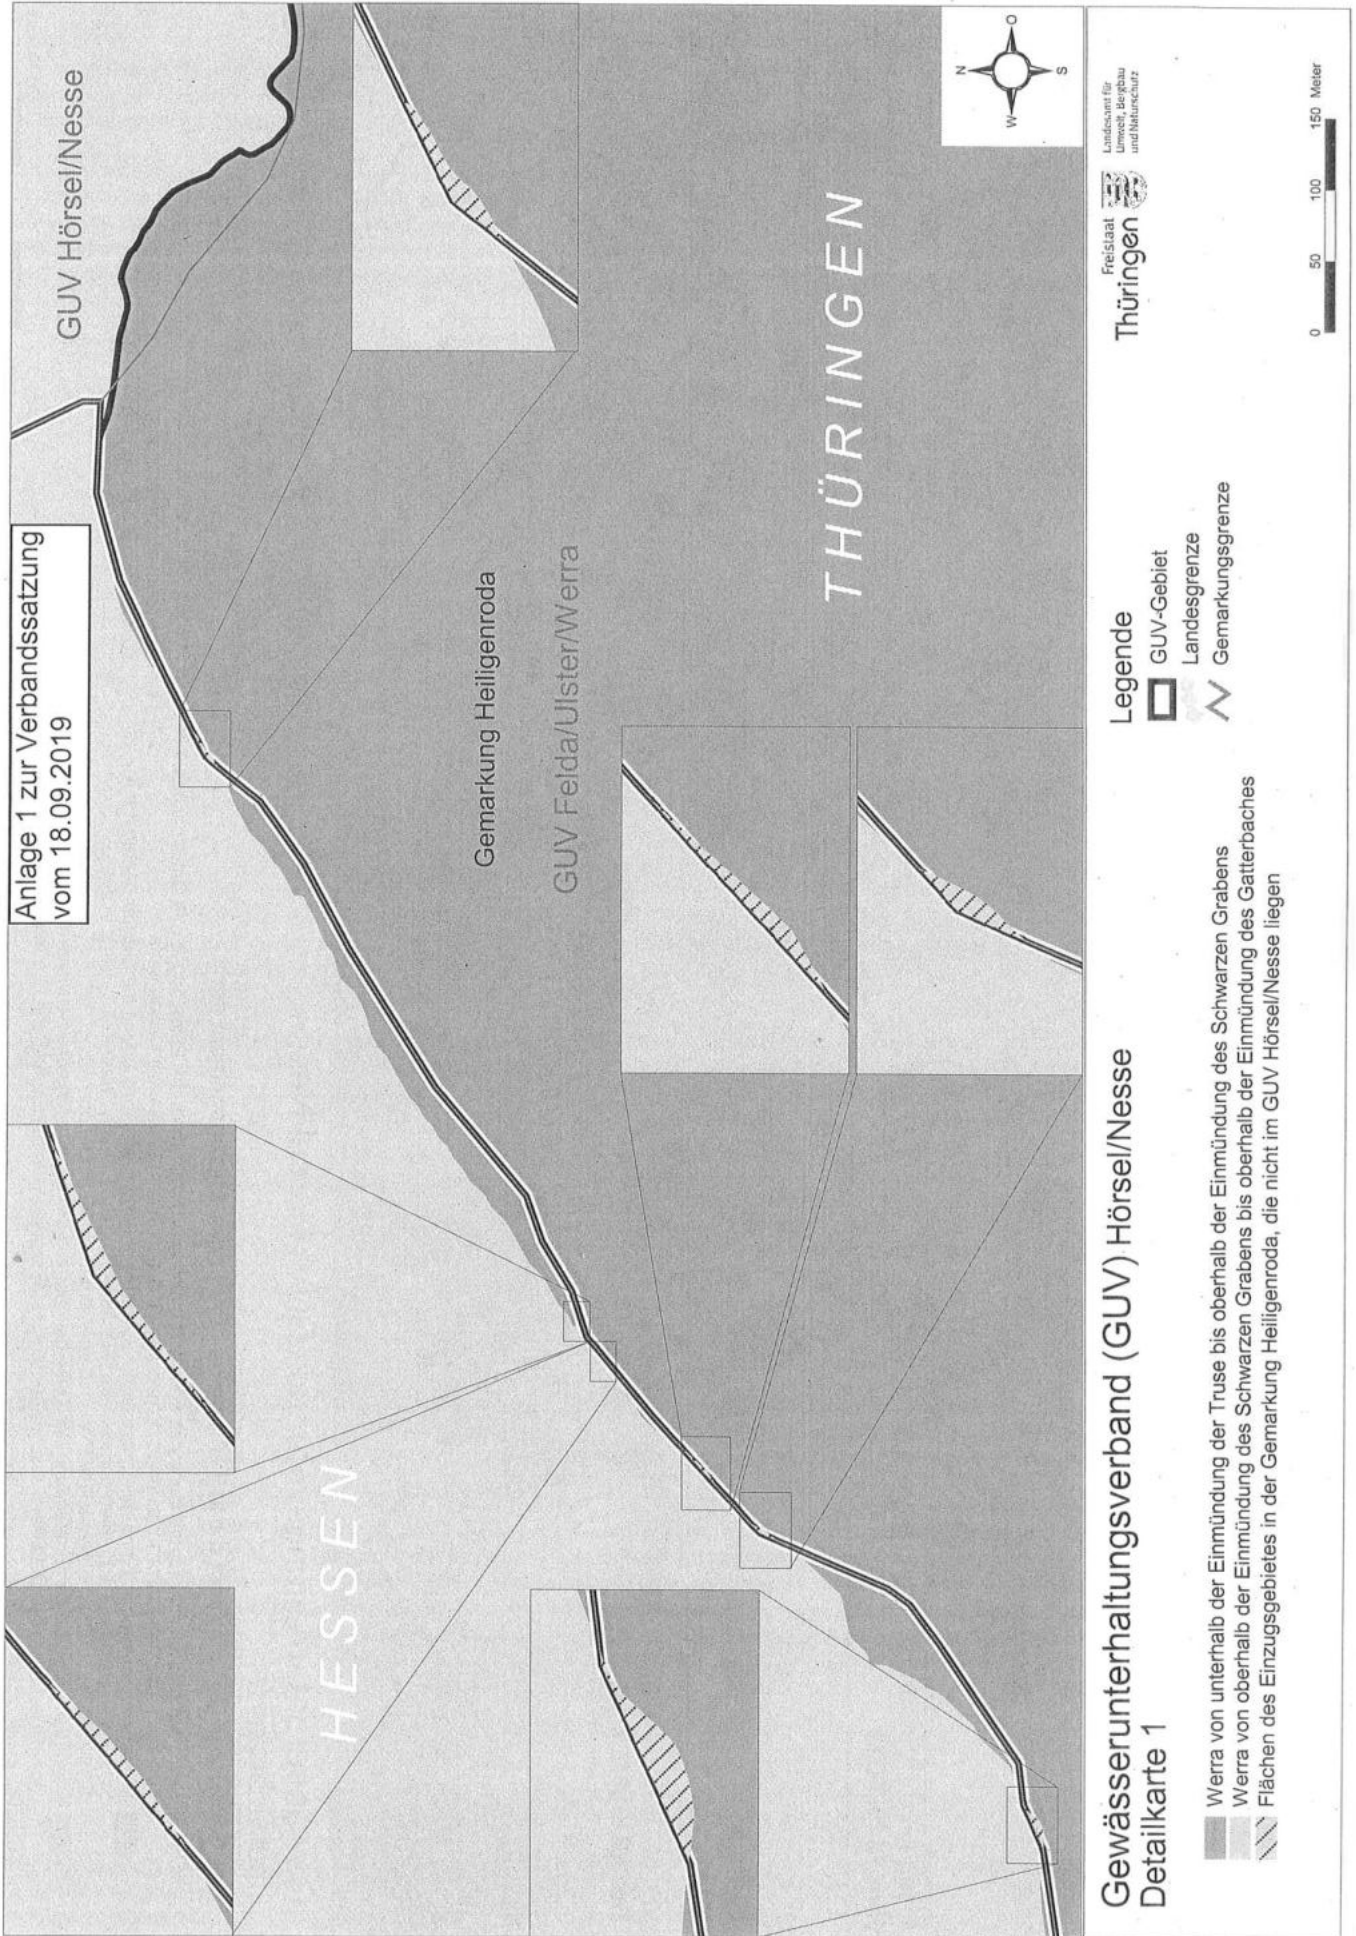 Anlage 1 zur Verbandssatzung
vom 18.09.2019
GUV Hörsel/Nesse
HESSEN
Gemarkung Heiligenroda
GUV Felda/Ulster/Werra
THÜRINGEN
N
W
O
S
Gewässerunterhaltungsverband (GUV) Hörsel/Nesse
Detailkarte 1
Legende
GUV-Gebiet
Landesgrenze
Gemarkungsgrenze
Freistaat
Thüringen
Landesamt für
Umwelt, Bergbau
und Naturschutz
Werra von unterhalb der Einmündung der Truse bis oberhalb der Einmündung des Schwarzen Grabens
Werra von oberhalb der Einmündung des Schwarzen Grabens bis oberhalb der Einmündung des Gatterbaches
Flächen des Einzugsgebietes in der Gemarkung Heiligenroda, die nicht im GUV Hörsel/Nesse liegen
0 50 100 150 Meter